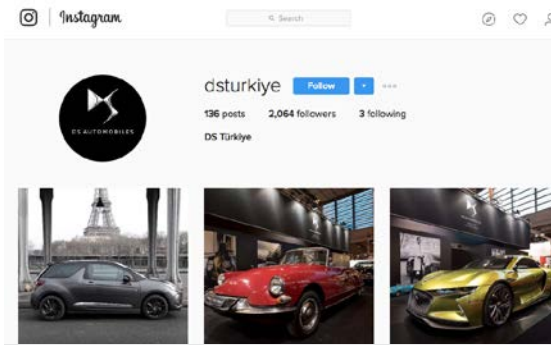 Instagram
Search
DS AUTOMOBILES
dsturkiye Follow
136 posts 2,064 followers 3 following
DS Türkiye